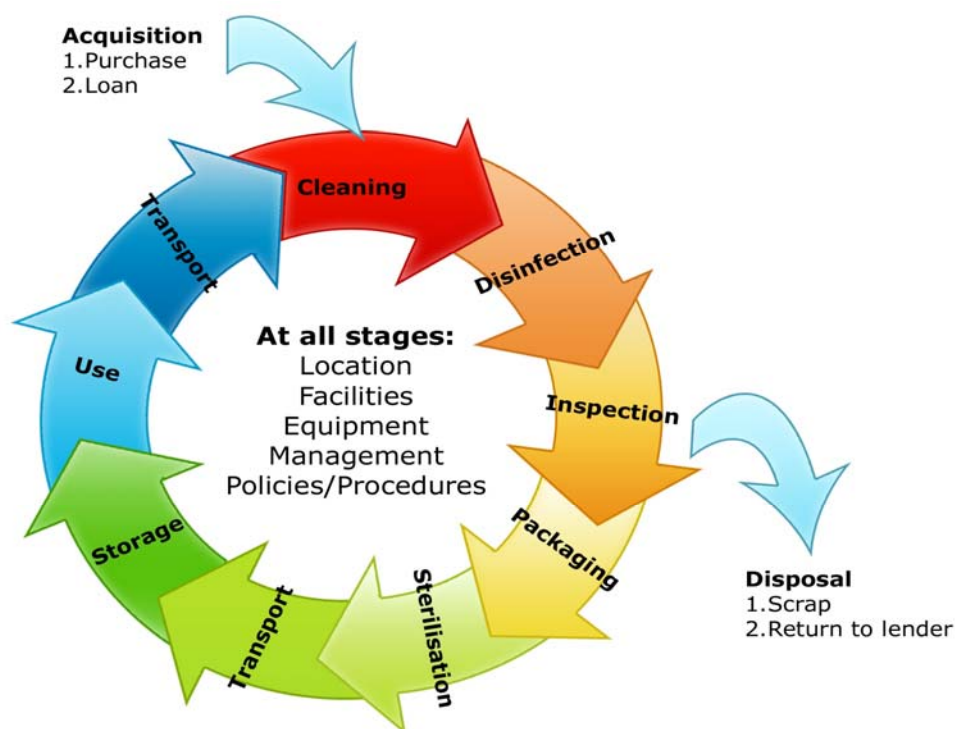 Acquisition
1.Purchase
2.Loan
Cleaning
Disinfection
Inspection
Packaging
Sterilisation
Transport
Storage
Use
Transport
At all stages:
Location
Facilities
Equipment
Management
Policies/Procedures
Disposal
1.Scrap
2.Return to lender